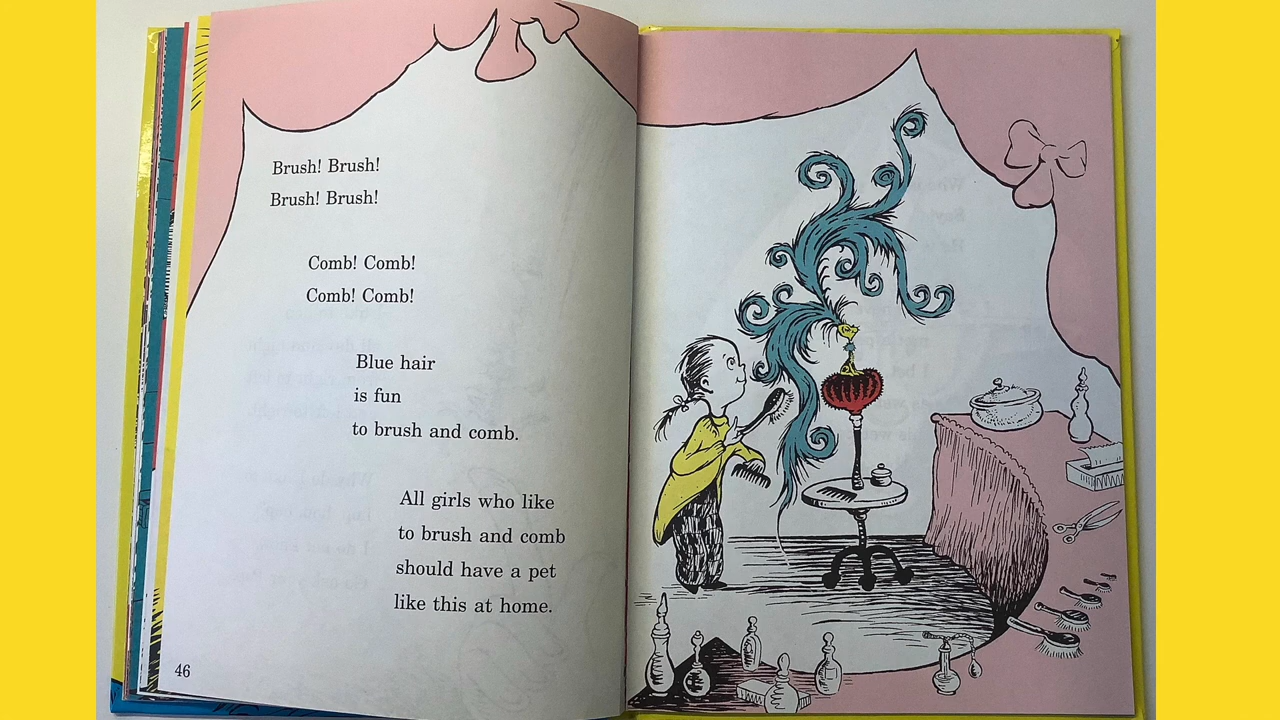 Brush! Brush!
Brush! Brush!
Comb! Comb!
Comb! Comb!
Blue hair
is fun
to brush and comb.
All girls who like
to brush and comb
should have a pet
like this at home.
46